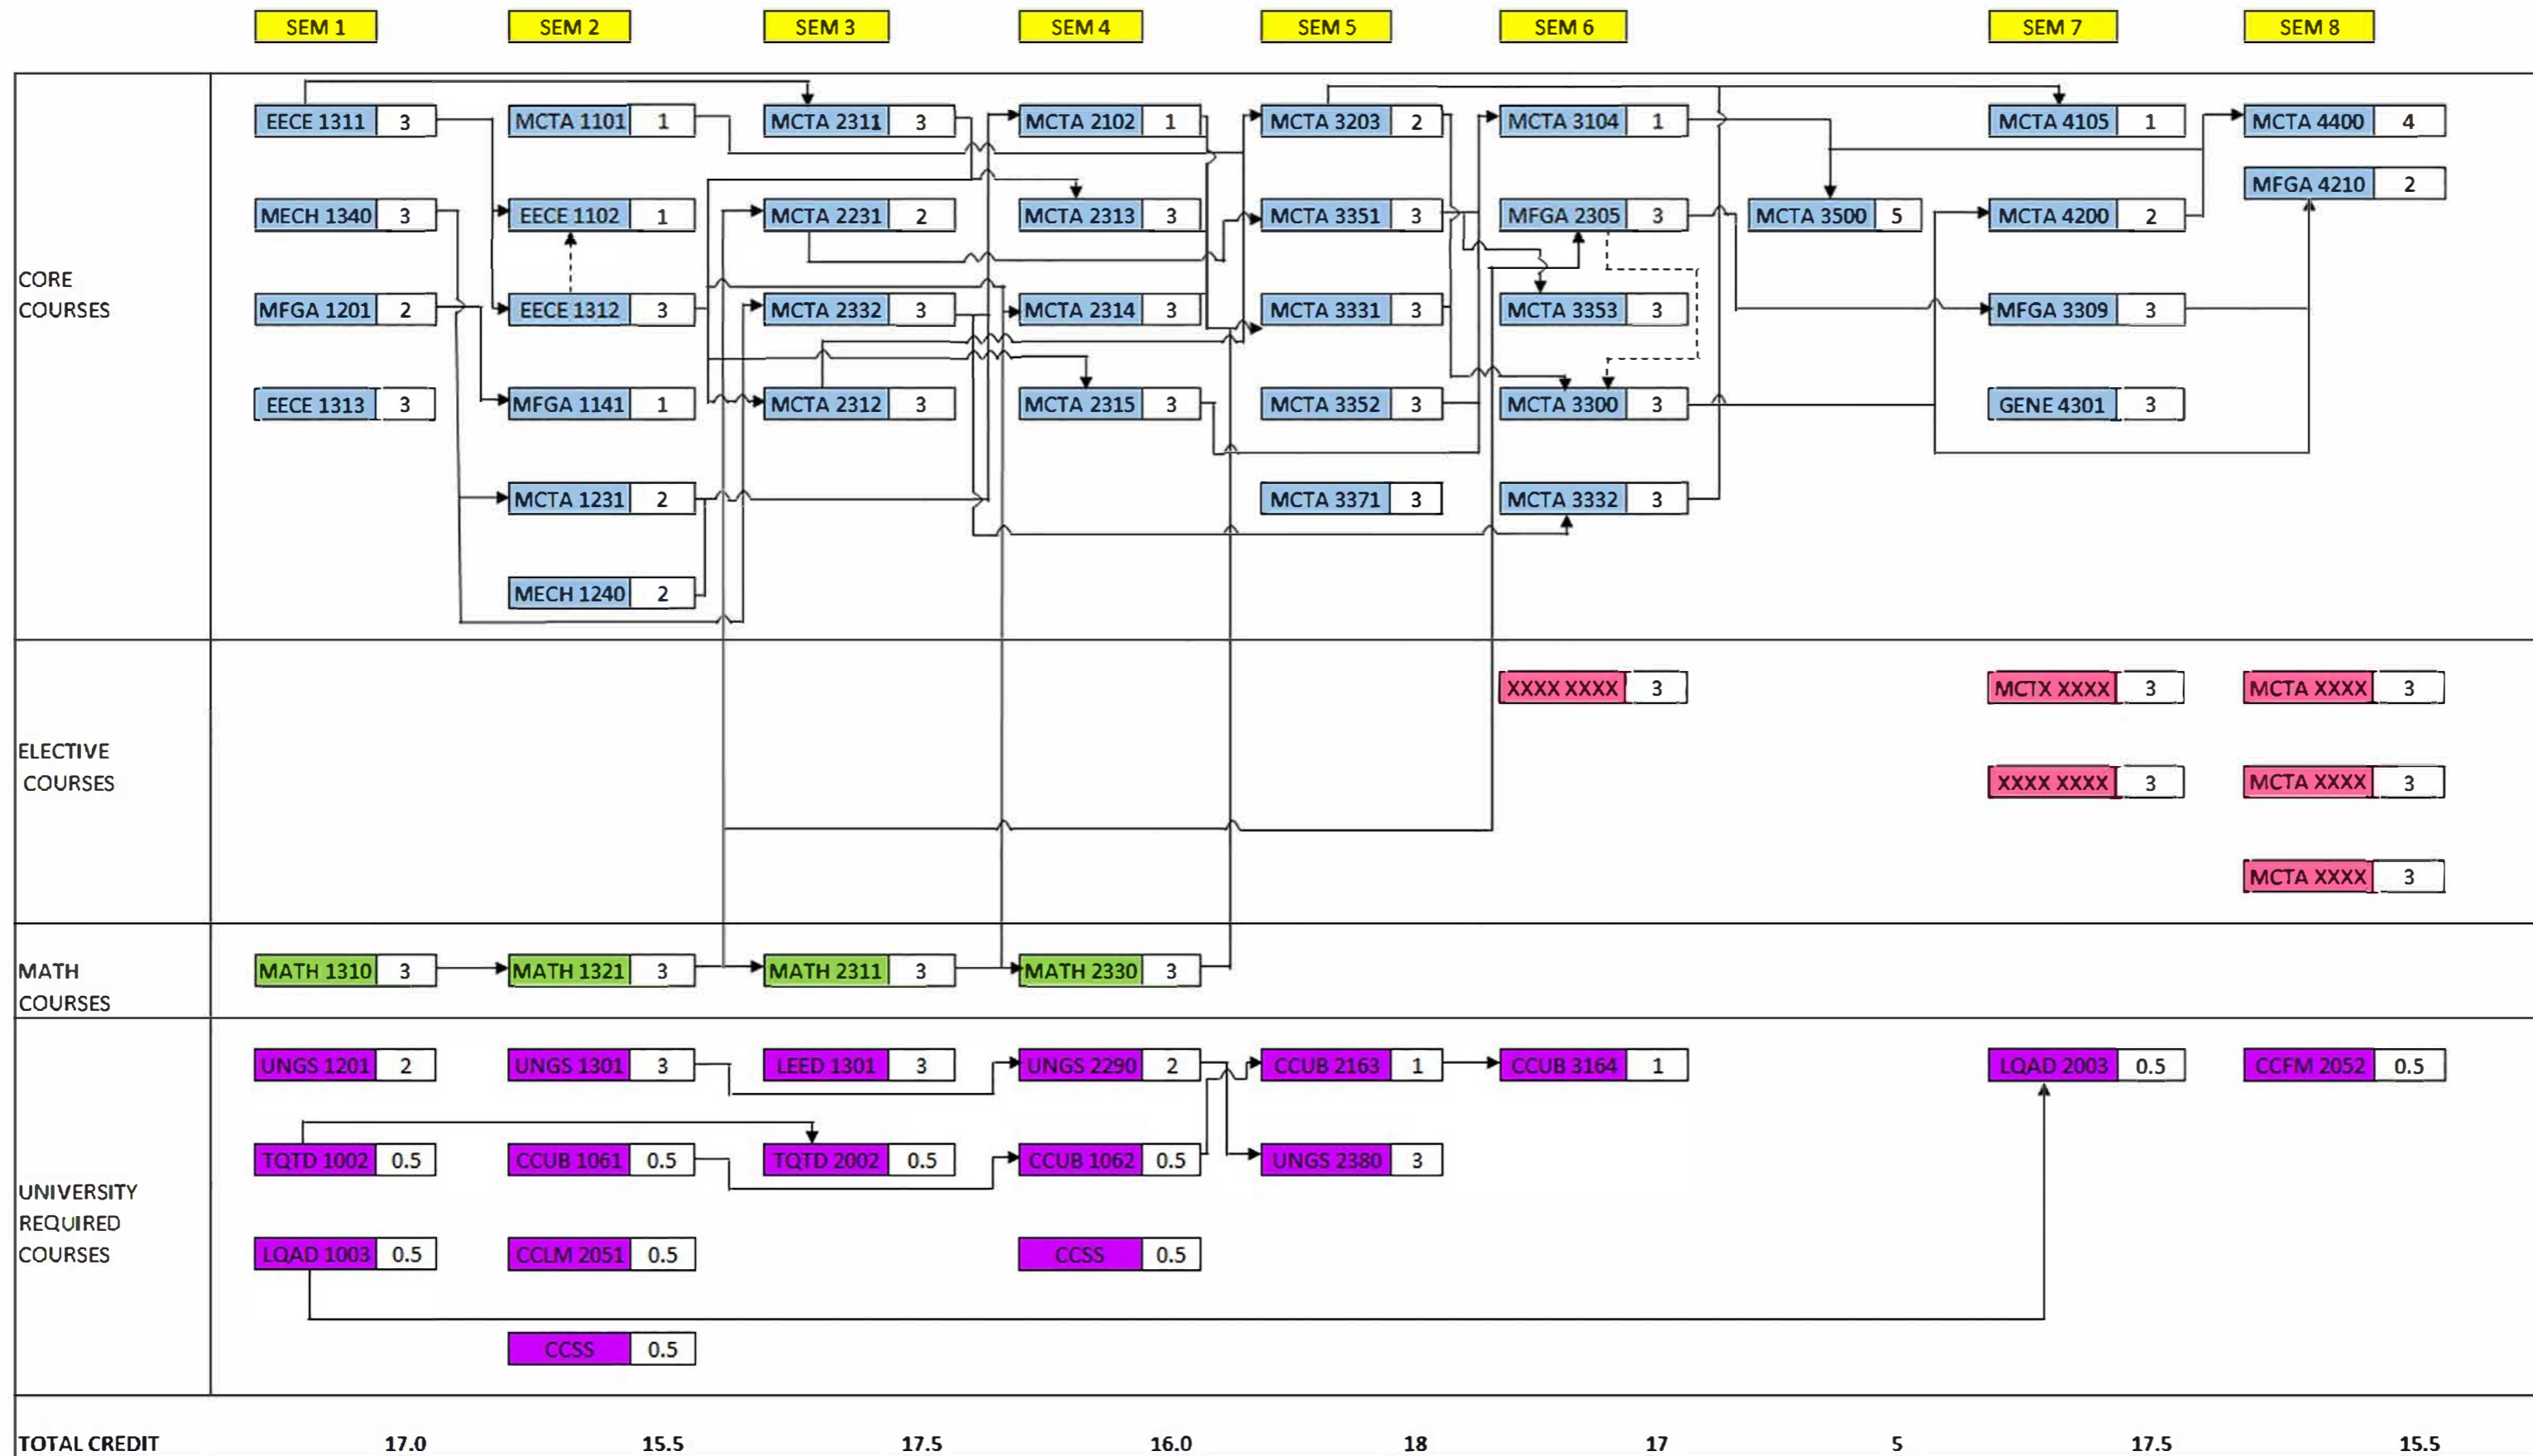 SEM 1 SEM 2 SEM 3 SEM 4 SEM 5 SEM 6 SEM 7 SEM 8
EECE 1311 3 MCTA 1101 1 MCTA 2311 3 MCTA 2102 1 MCTA 3203 2 MCTA 3104 1 MCTA 4105 1 MCTA 4400 4
MFGA 4210 2
MECH 1340 3 EECE 1102 1 MCTA 2231 2 MCTA 2313 3 MCTA 3351 3 MFGA 2305 3 MCTA 3500 5 MCTA 4200 2
CORE
COURSES
MFGA 1201 2 EECE 1312 3 MCTA 2332 3 MCTA 2314 3 MCTA 3331 3 MCTA 3353 3 MFGA 3309 3
EECE 1313 3 MFGA 1141 1 MCTA 2312 3 MCTA 2315 3 MCTA 3352 3 MCTA 3300 3 GENE 4301 3
MCTA 1231 2 MCTA 3371 3 MCTA 3332 3
MECH 1240 2
XXXX XXXX 3 MCTX XXXX 3 MCTA XXXX 3
ELECTIVE
COURSES
XXXX XXXX 3 MCTA XXXX 3
MCTA XXXX 3
MATH
COURSES
MATH 1310 3 MATH 1321 3 MATH 2311 3 MATH 2330 3
UNGS 1201 2 UNGS 1301 3 LEED 1301 3 UNGS 2290 2 CCUB 2163 1 CCUB 3164 1 LQAD 2003 0.5 CCFM 2052 0.5
TQTD 1002 0.5 CCUB 1061 0.5 TQTD 2002 0.5 CCUB 1062 0.5 UNGS 2380 3
UNIVERSITY
REQUIRED
COURSES
LQAD 1003 0.5 CCLM 2051 0.5 CCSS 0.5
CCSS 0.5
TOTAL CREDIT 17.0 15.5 17.5 16.0 18 17 5 17.5 15.5